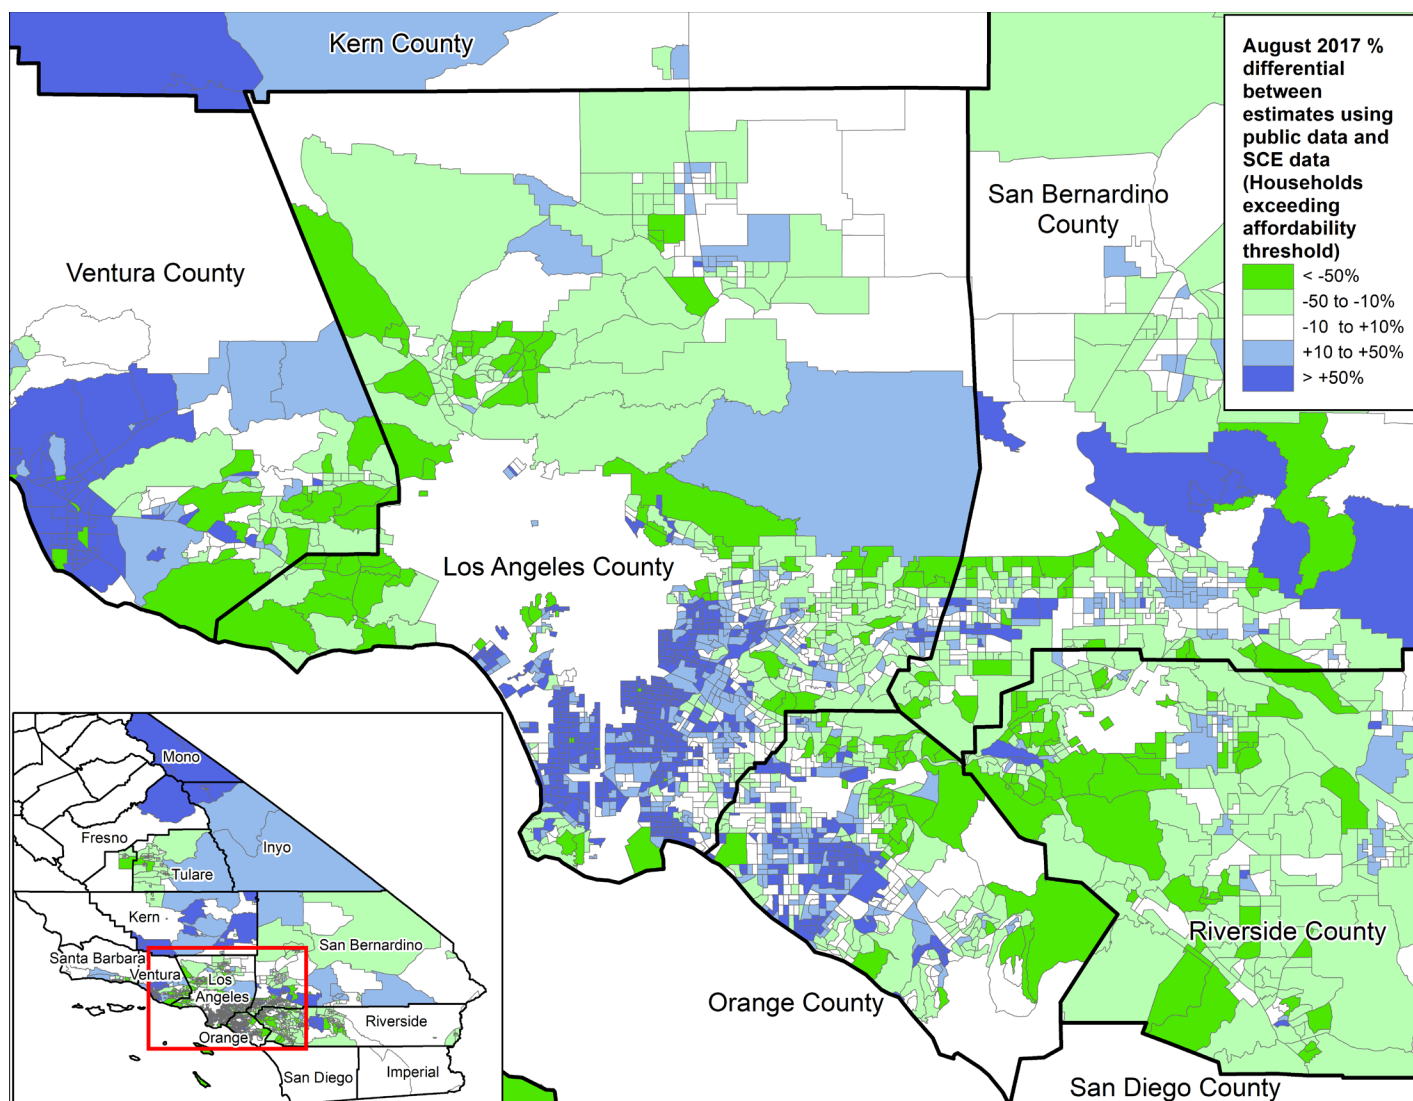 Kern County
August 2017 %
differential
between
estimates using
public data and
SCE data
(Households
exceeding
affordability
threshold)
< -50%
-50 to -10%
-10 to +10%
+10 to +50%
> +50%
San Bernardino
County
Ventura County
Los Angeles County
Orange County
Riverside County
San Diego County
Mono
Fresno
Inyo
Tulare
Kern
San Bernardino
Santa Barbara
Ventura
Los
Angeles
Riverside
Orange
San Diego
Imperial